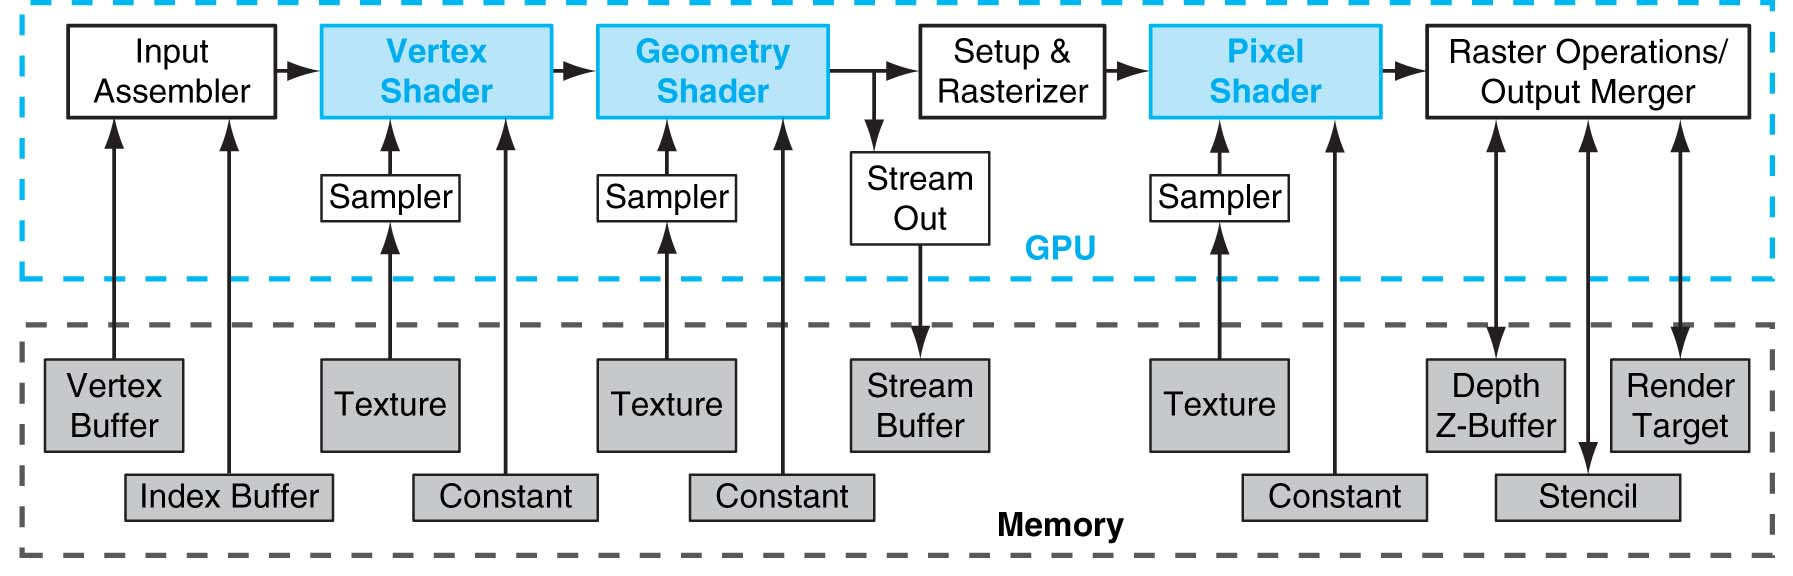 Input
Assembler
Vertex
Shader
Geometry
Shader
Setup &
Rasterizer
Pixel
Shader
Raster Operations/
Output Merger
Sampler
Sampler
Stream
Out
Sampler
GPU
Vertex
Buffer
Texture
Texture
Stream
Buffer
Texture
Depth
Z-Buffer
Render
Target
Index Buffer
Constant
Constant
Constant
Stencil
Memory